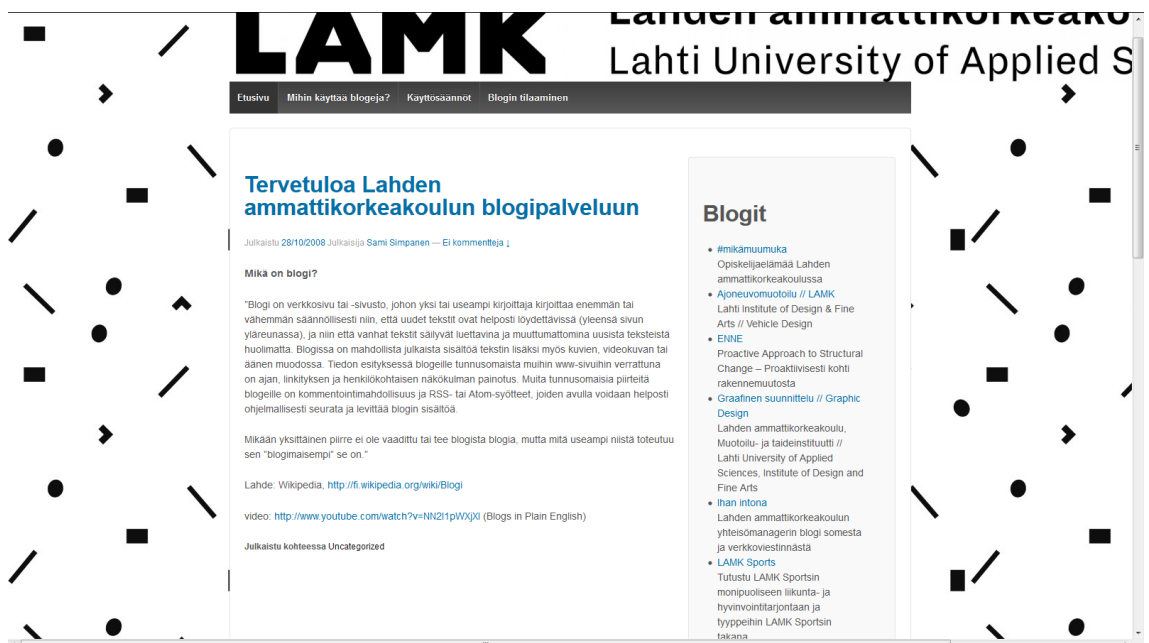 LAMK
Lahden ammattikorkeako
Lahti University of Applied S
Etusivu Mihin käyttää blogeja? Käyttösäännöt Blogin tilaaminen
Tervetuloa Lahden
ammattikorkeakoulun blogipalveluun
Julkaistu 28/10/2008 Julkaisija Sami Simpanen — Ei kommentteja ↓
Mikä on blogi?
"Blogi on verkkosivu tai -sivusto, johon yksi tai useampi kirjoittaja kirjoittaa enemmän tai
vähemmän säännöllisesti niin, että uudet tekstit ovat helposti löydettävissä (yleensä sivun
yläreunassa), ja niin että vanhat tekstit säilyvät luettavina ja muuttumattomina uusista teksteistä
huolimatta. Blogissa on mahdollista julkaista sisältöä tekstin lisäksi myös kuvien, videokuvan tai
äänen muodossa. Tiedon esityksessä blogeille tunnusomaista muihin www-sivuihin verrattuna
on ajan, linkityksen ja henkilökohtaisen näkökulman painotus. Muita tunnusomaisia piirteitä
blogeille on kommentointimahdollisuus ja RSS- tai Atom-syötteet, joiden avulla voidaan helposti
ohjelmallisesti seurata ja levittää blogin sisältöä.
Mikään yksittäinen piirre ei ole vaadittu tai tee blogista blogia, mutta mitä useampi niistä toteutuu
sen "blogimaisempi" se on."
Lähde: Wikipedia, http://fi.wikipedia.org/wiki/Blogi
video: http://www.youtube.com/watch?v=NN2I1pWXjXI (Blogs in Plain English)
Julkaistu kohteessa Uncategorized
Blogit
#mikämuumuka
Opiskelijaelämää Lahden
ammattikorkeakoulussa
Ajoneuvomuotoilu // LAMK
Lahti Institute of Design & Fine
Arts // Vehicle Design
ENNE
Proactive Approach to Structural
Change – Proaktiivisesti kohti
rakennemuutosta
Graafinen suunnittelu // Graphic
Design
Lahden ammattikorkeakoulu,
Muotoilu- ja taideinstituutti //
Lahti University of Applied
Sciences, Institute of Design and
Fine Arts
Ihan intona
Lahden ammattikorkeakoulun
yhteisömanagerin blogi somesta
ja verkkoviestinnästä
LAMK Sports
Tutustu LAMK Sportsin
monipuoliseen liikunta- ja
hyvinvointitarjontaan ja
tyyppeihin LAMK Sportsin
takana